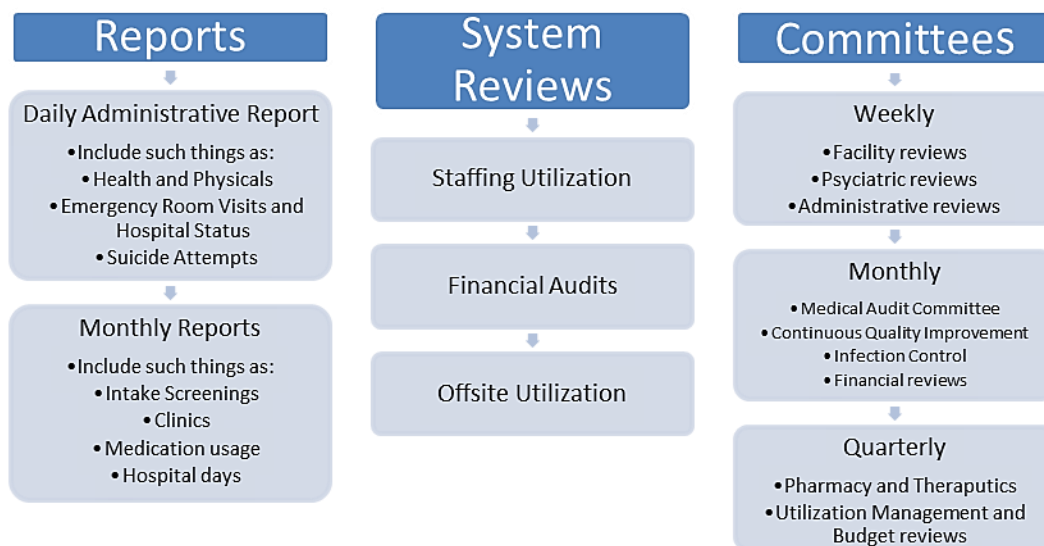 Reports
Daily Administrative Report
•Include such things as:
•Health and Physicals
•Emergency Room Visits and
Hospital Status
•Suicide Attempts
Monthly Reports
•Include such things as:
•Intake Screenings
•Clinics
•Medication usage
•Hospital days
System
Reviews
Staffing Utilization
Financial Audits
Offsite Utilization
Committees
Weekly
•Facility reviews
•Psyciatric reviews
•Administrative reviews
Monthly
•Medical Audit Committee
•Continuous Quality Improvement
•Infection Control
•Financial reviews
Quarterly
•Pharmacy and Theraputics
•Utilization Management and
Budget reviews